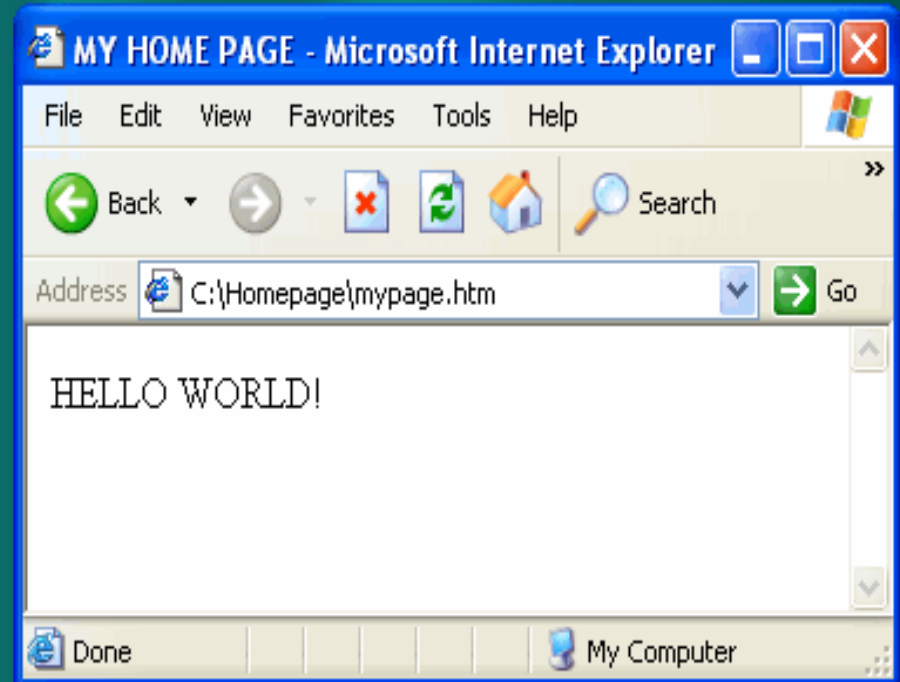 MY HOME PAGE - Microsoft Internet Explorer
File Edit View Favorites Tools Help
Back Search »
Address C:\Homepage\mypage.htm Go
HELLO WORLD!
Done My Computer